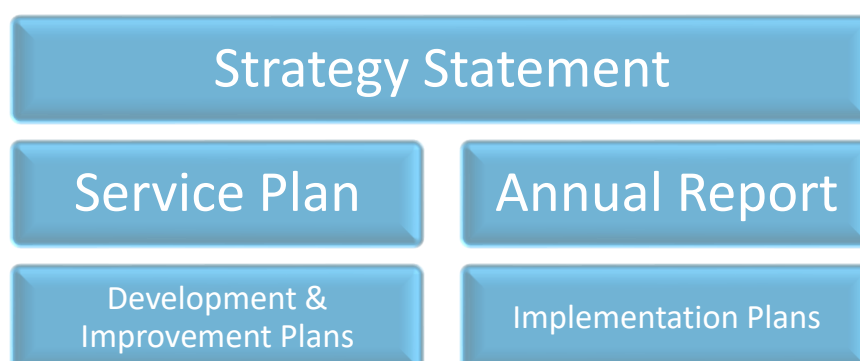 Strategy Statement
Service Plan
Annual Report
Development &
Improvement Plans
Implementation Plans